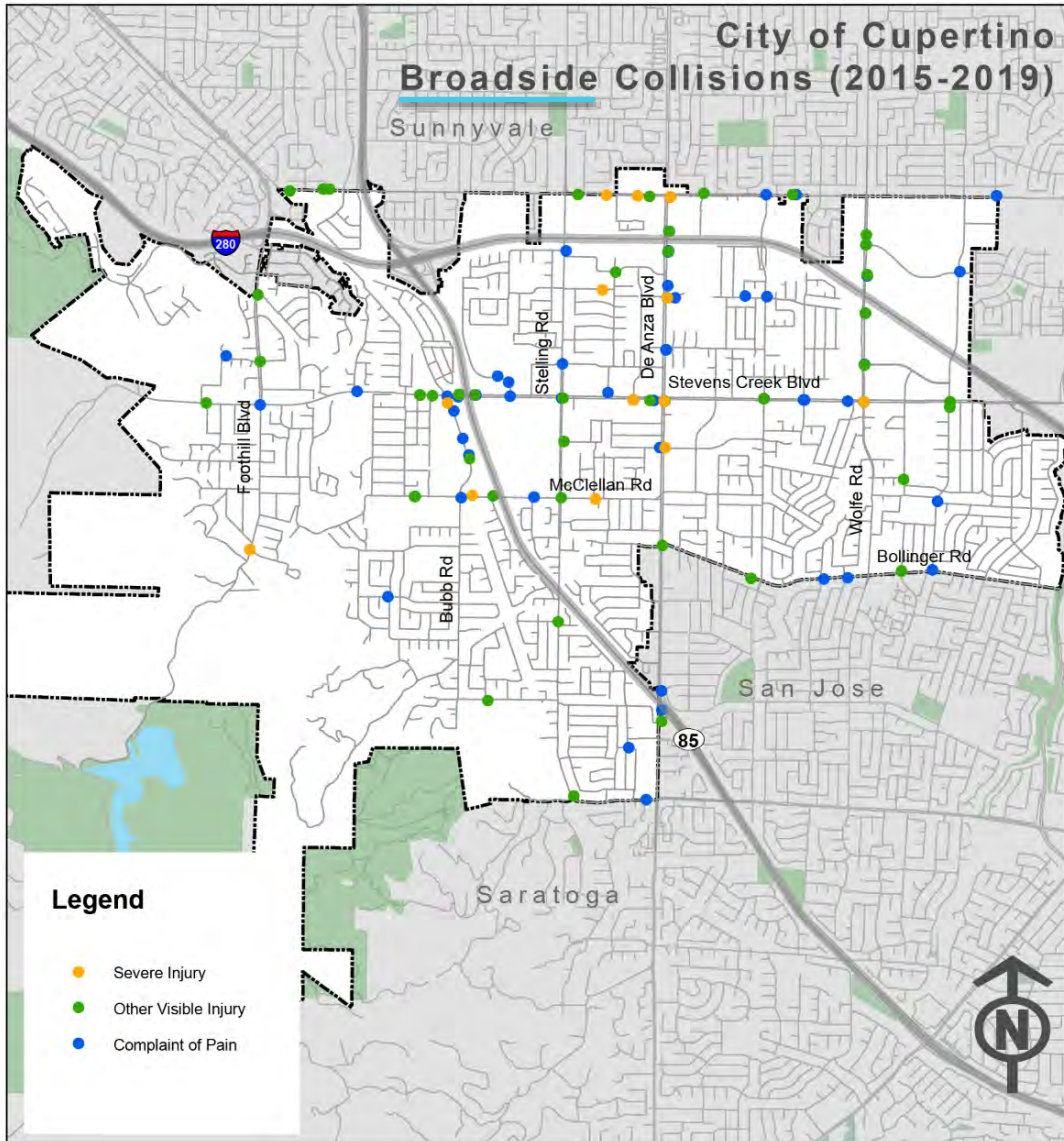 City of Cupertino
Broadside Collisions (2015-2019)
Sunnyvale
280
De Anza Blvd
Stelling Rd
Stevens Creek Blvd
Foothill Blvd
McClellan Rd
Wolfe Rd
Bollinger Rd
Bubb Rd
San Jose
85
Saratoga
Legend
Severe Injury
Other Visible Injury
Complaint of Pain
N